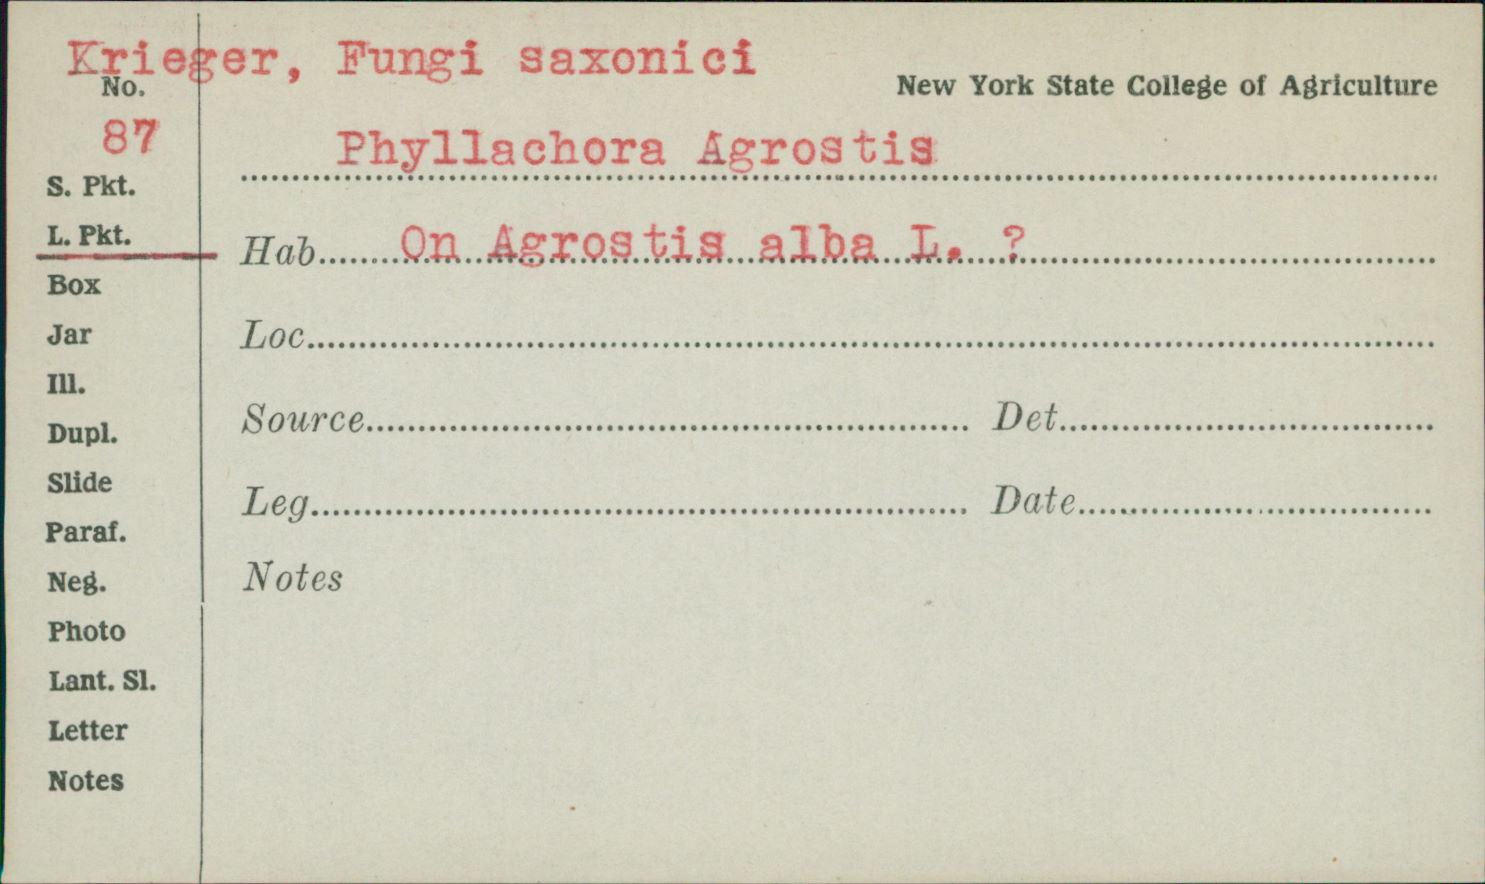 Krieger, Fungi saxonici
No.
New York State College of Agriculture
87
Phyllachora Agrostis
S. Pkt.
L. Pkt.
Hab. On Agrostis alba L. ?
Box
Jar
Loc.
Ill.
Source
Det.
Dupl.
Slide
Leg.
Date
Paraf.
Neg.
Notes
Photo
Lant. Sl.
Letter
Notes